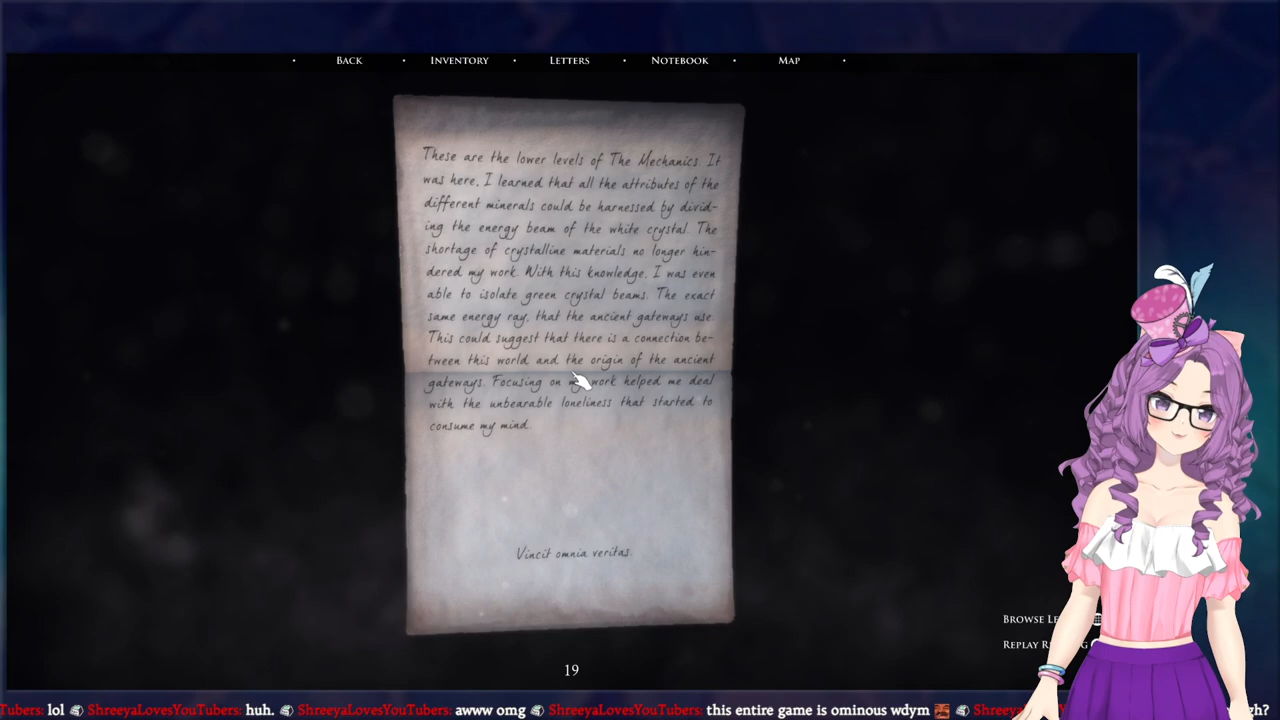 BACK
INVENTORY
LETTERS
NOTEBOOK
MAP
These are the lower levels of The Mechanics. It
was here, I learned that all the attributes of the
different minerals could be harnessed by divid-
ing the energy beam of the white crystal. The
shortage of crystalline materials no longer hin-
dered my work. With this knowledge, I was even
able to isolate green crystal beams. The exact
same energy ray, that the ancient gateways use.
This could suggest that there is a connection be-
tween this world and the origin of the ancient
gateways. Focusing on my work helped me deal
with the unbearable loneliness that started to
consume my mind.
Vincit omnia veritas.
BROWSE
REPLAY
19
Tubers: lol ShreeyaLovesYouTubers: huh. ShreeyaLovesYouTubers: awww omg ShreeyaLovesYouTubers: this entire game is ominous wdym